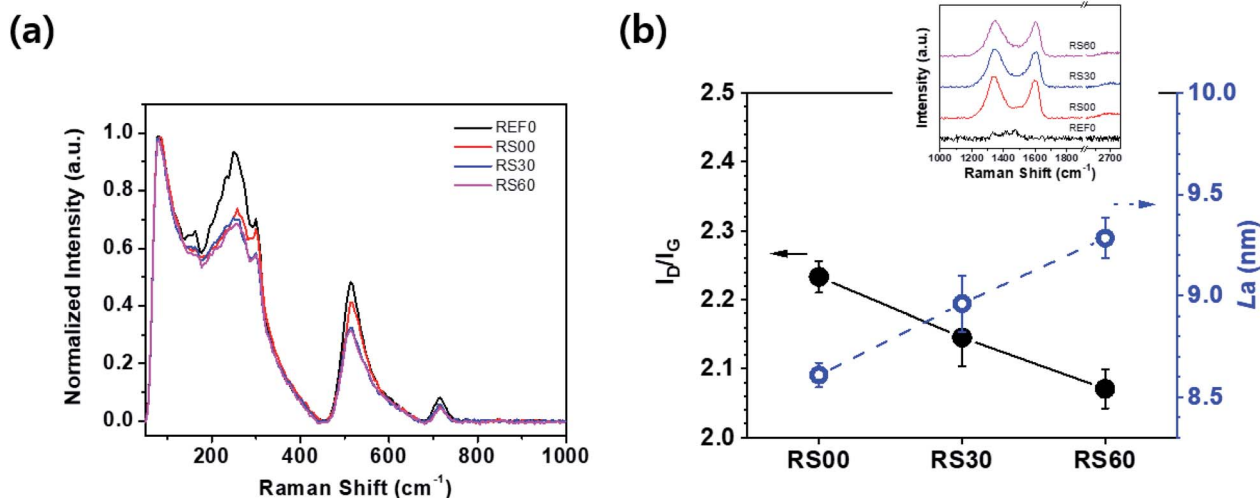 (a)
Normalized Intensity (a.u.)
1.0
0.8
0.6
0.4
0.2
0.0
REF0
RS00
RS30
RS60
200
400
600
800
1000
Raman Shift (cm⁻¹)
(b)
Intensity (a.u.)
RS60
RS30
RS00
REF0
1000
1200
1400
1600
1800
2700
Raman Shift (cm⁻¹)
I_D/I_G
2.5
2.4
2.3
2.2
2.1
2.0
10.0
9.5
9.0
8.5
La (nm)
RS00
RS30
RS60